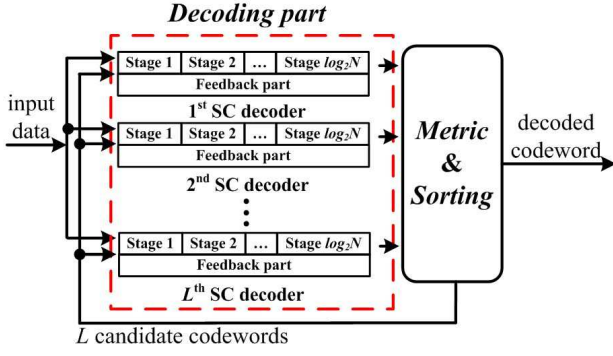 Decoding part
Stage 1 Stage 2 ... Stage log₂N
Feedback part
1st SC decoder
input
data
Stage 1 Stage 2 ... Stage log₂N
Feedback part
2nd SC decoder
Stage 1 Stage 2 ... Stage log₂N
Feedback part
Lth SC decoder
Metric
&
Sorting
decoded
codeword
L candidate codewords